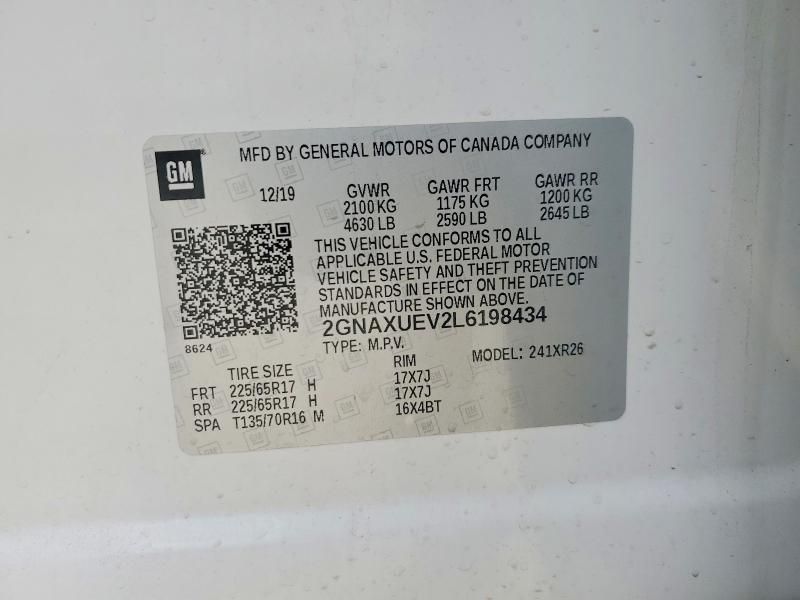 GM
MFD BY GENERAL MOTORS OF CANADA COMPANY
12/19 GVWR GAWR FRT GAWR RR
2100 KG 1175 KG 1200 KG
4630 LB 2590 LB 2645 LB
THIS VEHICLE CONFORMS TO ALL
APPLICABLE U.S. FEDERAL MOTOR
VEHICLE SAFETY AND THEFT PREVENTION
STANDARDS IN EFFECT ON THE DATE OF
MANUFACTURE SHOWN ABOVE.
2GNAXUEV2L6198434
8624
TYPE: M.P.V. MODEL: 241XR26
TIRE SIZE RIM
FRT 225/65R17 H 17X7J
RR 225/65R17 H 17X7J
SPA T135/70R16 M 16X4BT